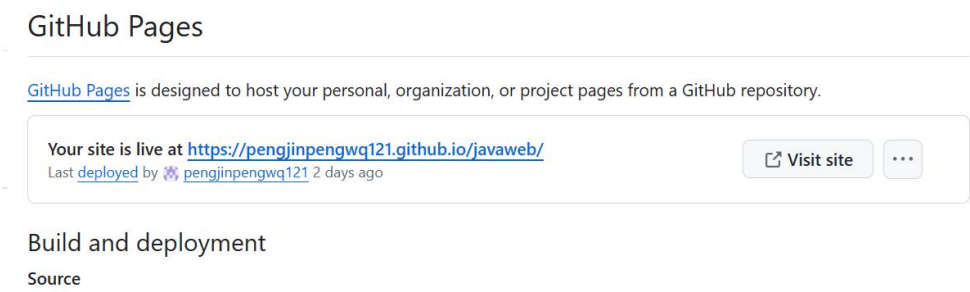 GitHub Pages
GitHub Pages is designed to host your personal, organization, or project pages from a GitHub repository.
Your site is live at https://pengjinpengwq121.github.io/javaweb/
Last deployed by pengjinpengwq121 2 days ago
Visit site
Build and deployment
Source